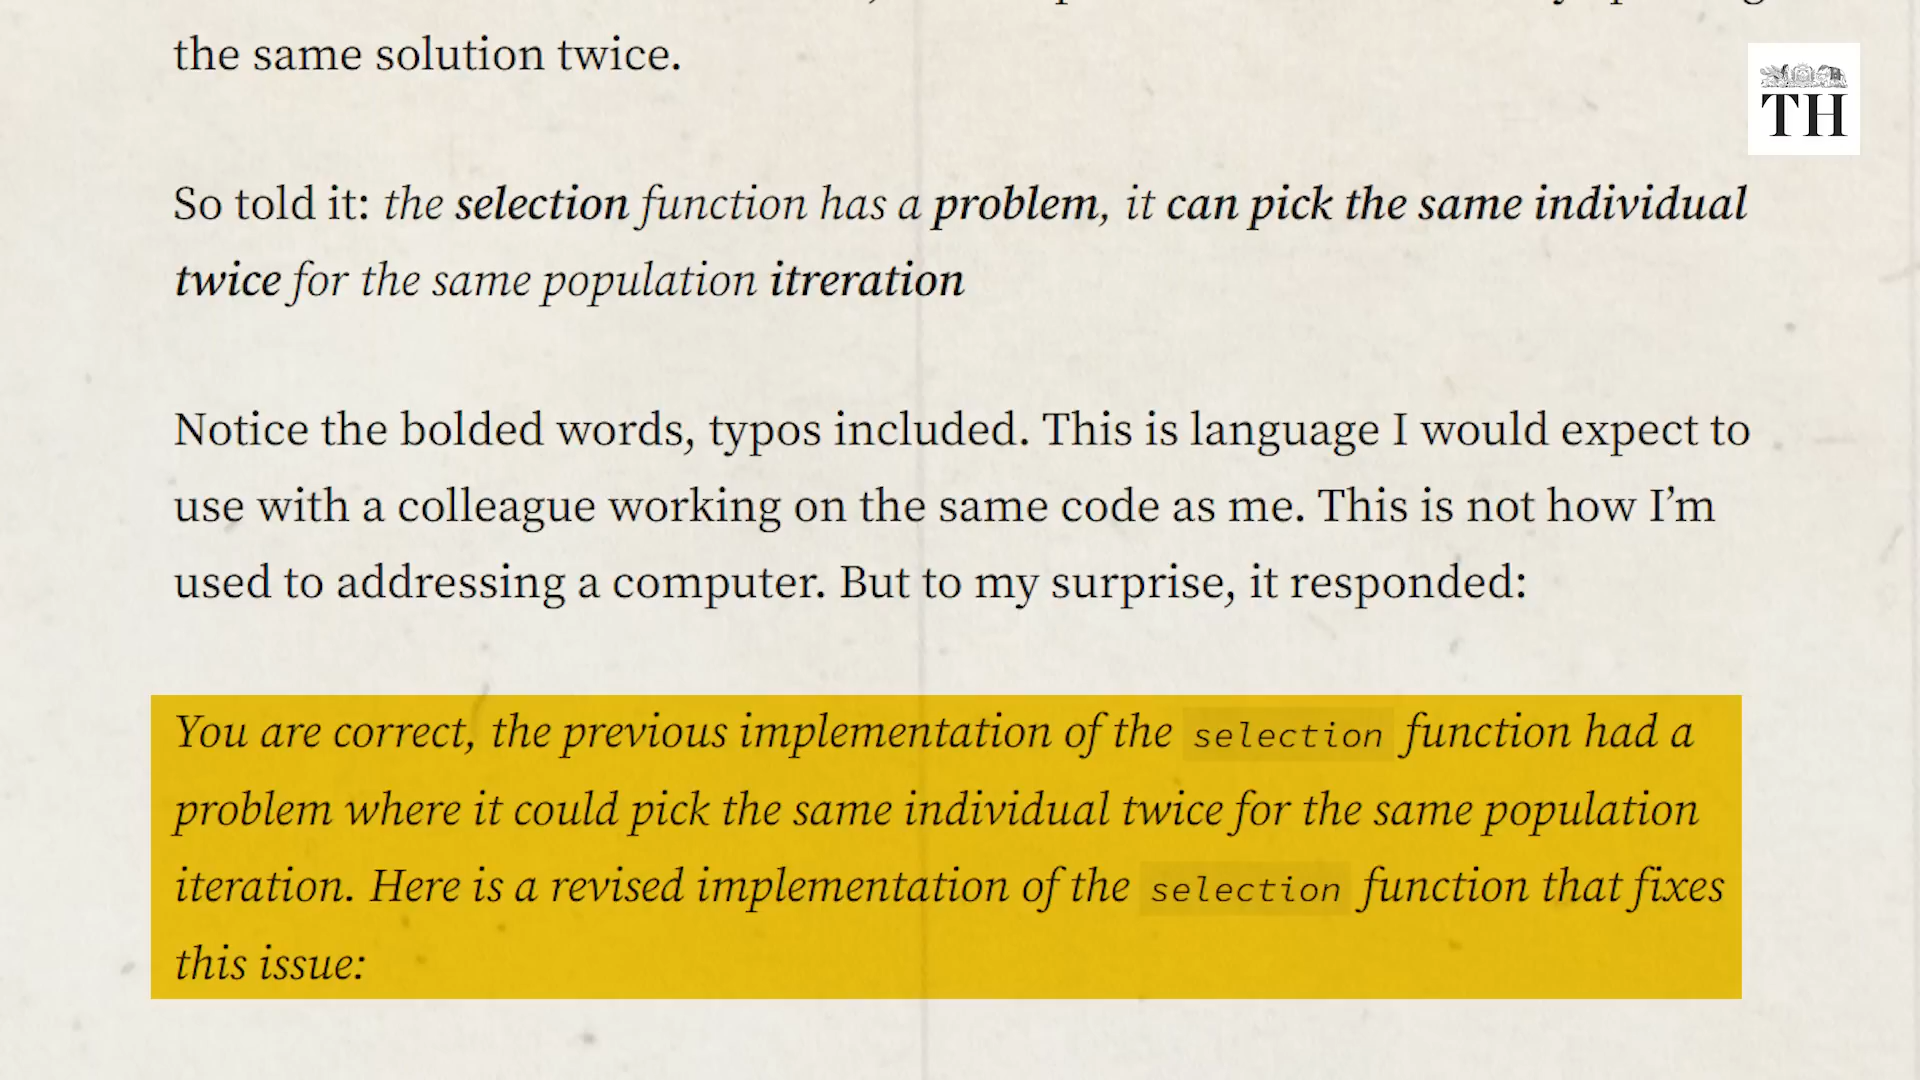 the same solution twice.
TH
So told it: the selection function has a problem, it can pick the same individual
twice for the same population itreration
Notice the bolded words, typos included. This is language I would expect to
use with a colleague working on the same code as me. This is not how I’m
used to addressing a computer. But to my surprise, it responded:
You are correct, the previous implementation of the selection function had a
problem where it could pick the same individual twice for the same population
iteration. Here is a revised implementation of the selection function that fixes
this issue: